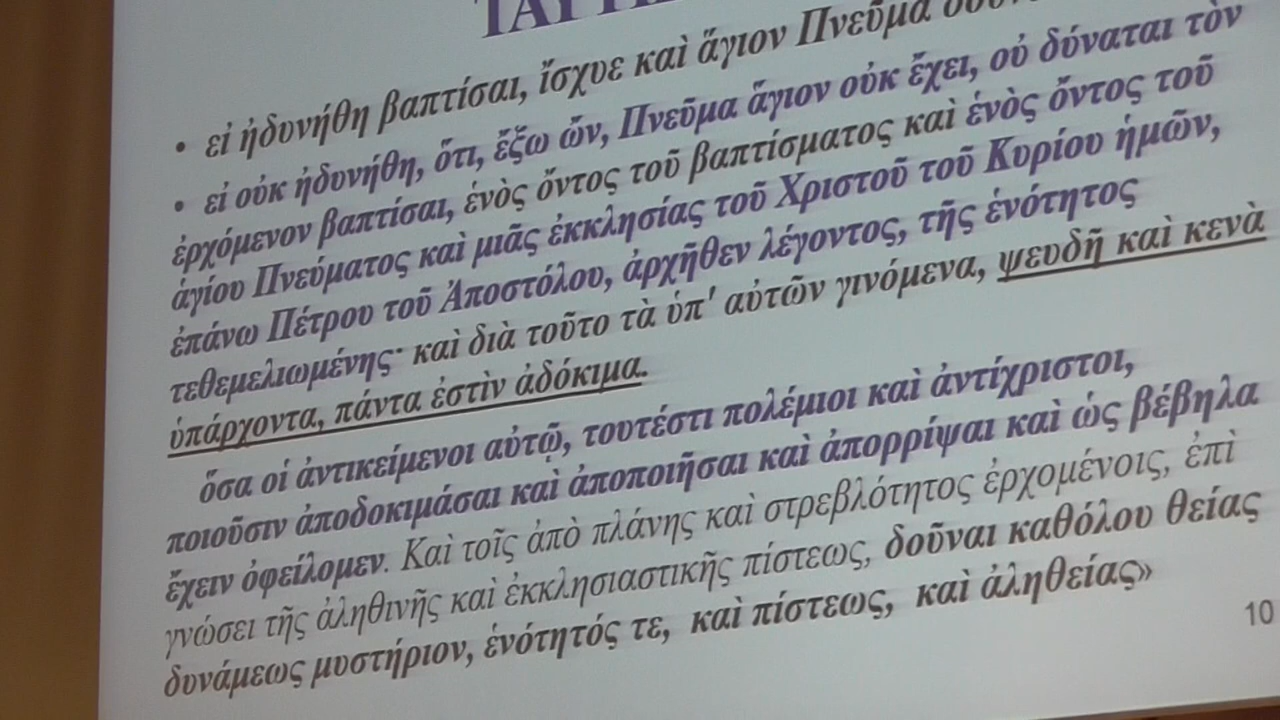 • εἰ ἠδυνήθη βαπτίσαι, ἴσχυε καὶ ἅγιον Πνεῦμα
• εἰ οὐκ ἠδυνήθη, ὅτι, ἔξω ὤν, Πνεῦμα ἅγιον οὐκ ἔχει, οὐ δύναται τὸν
ἐρχόμενον βαπτίσαι, ἑνὸς ὄντος τοῦ βαπτίσματος καὶ ἑνὸς ὄντος τοῦ
ἁγίου Πνεύματος καὶ μιᾶς ἐκκλησίας τοῦ Χριστοῦ τοῦ Κυρίου ἡμῶν,
ἐπάνω Πέτρου τοῦ Ἀποστόλου, ἀρχῆθεν λέγοντος, τῆς ἑνότητος
τεθεμελιωμένης· καὶ διὰ τοῦτο τὰ ὑπ' αὐτῶν γινόμενα, ψευδῆ καὶ κενὰ
ὑπάρχοντα, πάντα ἐστὶν ἀδόκιμα.
ὅσα οἱ ἀντικείμενοι αὐτῷ, τουτέστι πολέμιοι καὶ ἀντίχριστοι,
ποιοῦσιν ἀποδοκιμάσαι καὶ ἀποποιῆσαι καὶ ἀπορρίψαι καὶ ὡς βέβηλα
ἔχειν ὀφείλομεν. Καὶ τοῖς ἀπὸ πλάνης καὶ στρεβλότητος ἐρχομένοις, ἐπὶ
γνώσει τῆς ἀληθινῆς καὶ ἐκκλησιαστικῆς πίστεως, δοῦναι καθόλου θείας
δυνάμεως μυστήριον, ἑνότητός τε, καὶ πίστεως, καὶ ἀληθείας»
10